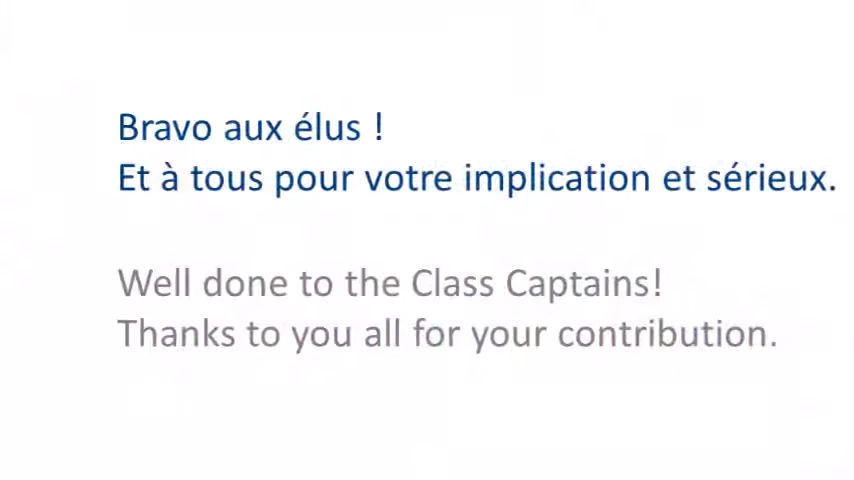 Bravo aux élus !
Et à tous pour votre implication et sérieux.
Well done to the Class Captains!
Thanks to you all for your contribution.